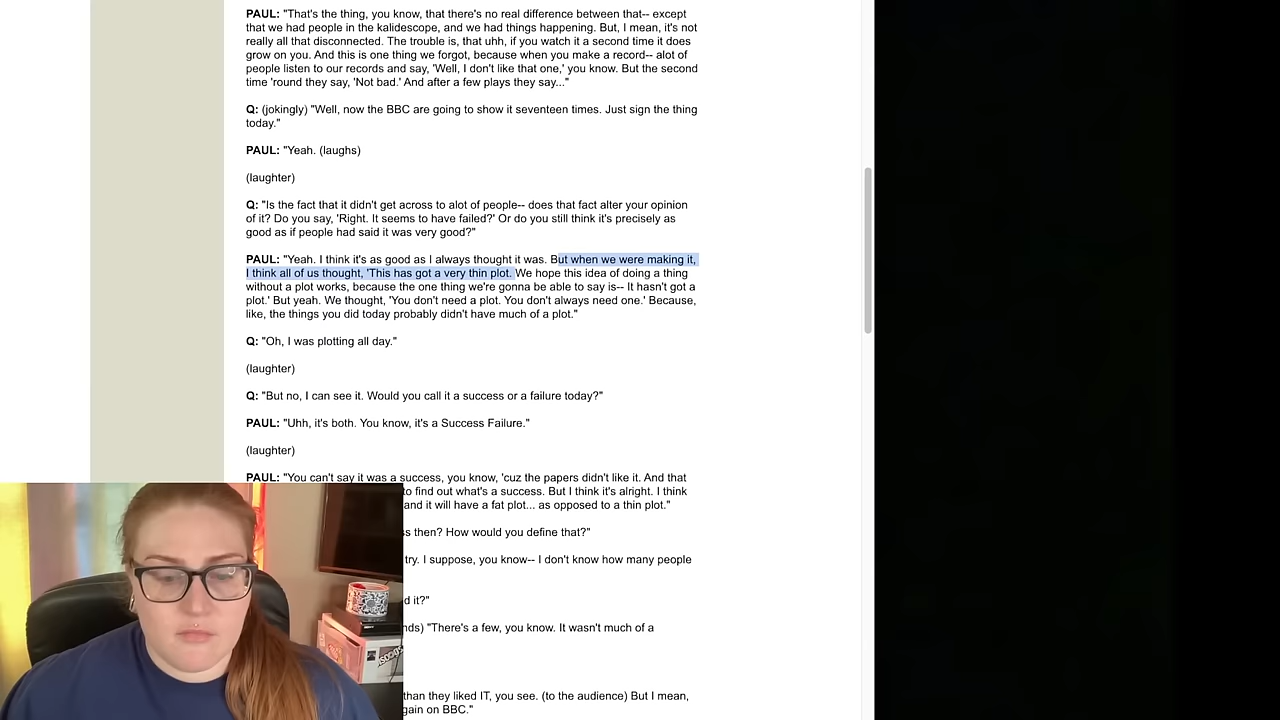 PAUL: "That's the thing, you know, that there's no real difference between that-- except
that we had people in the kalidescope, and we had things happening. But, I mean, it's not
really all that disconnected. The trouble is, that uhh, if you watch it a second time it does
grow on you. And this is one thing we forgot, because when you make a record-- alot of
people listen to our records and say, 'Well, I don't like that one,' you know. But the second
time 'round they say, 'Not bad.' And after a few plays they say..."
Q: (jokingly) "Well, now the BBC are going to show it seventeen times. Just sign the thing
today."
PAUL: "Yeah. (laughs)
(laughter)
Q: "Is the fact that it didn't get across to alot of people-- does that fact alter your opinion
of it? Do you say, 'Right. It seems to have failed?' Or do you still think it's precisely as
good as if people had said it was very good?"
PAUL: "Yeah. I think it's as good as I always thought it was. But when we were making it,
I think all of us thought, 'This has got a very thin plot. We hope this idea of doing a thing
without a plot works, because the one thing we're gonna be able to say is-- It hasn't got a
plot.' But yeah. We thought, 'You don't need a plot. You don't always need one.' Because,
like, the things you did today probably didn't have much of a plot."
Q: "Oh, I was plotting all day."
(laughter)
Q: "But no, I can see it. Would you call it a success or a failure today?"
PAUL: "Uhh, it's both. You know, it's a Success Failure."
(laughter)
PAUL: "You can't say it was a success, you know, 'cuz the papers didn't like it. And that
to find out what's a success. But I think it's alright. I think
and it will have a fat plot... as opposed to a thin plot."
then? How would you define that?"
try. I suppose, you know-- I don't know how many people
it?"
"There's a few, you know. It wasn't much of a
than they liked IT, you see. (to the audience) But I mean,
on BBC."